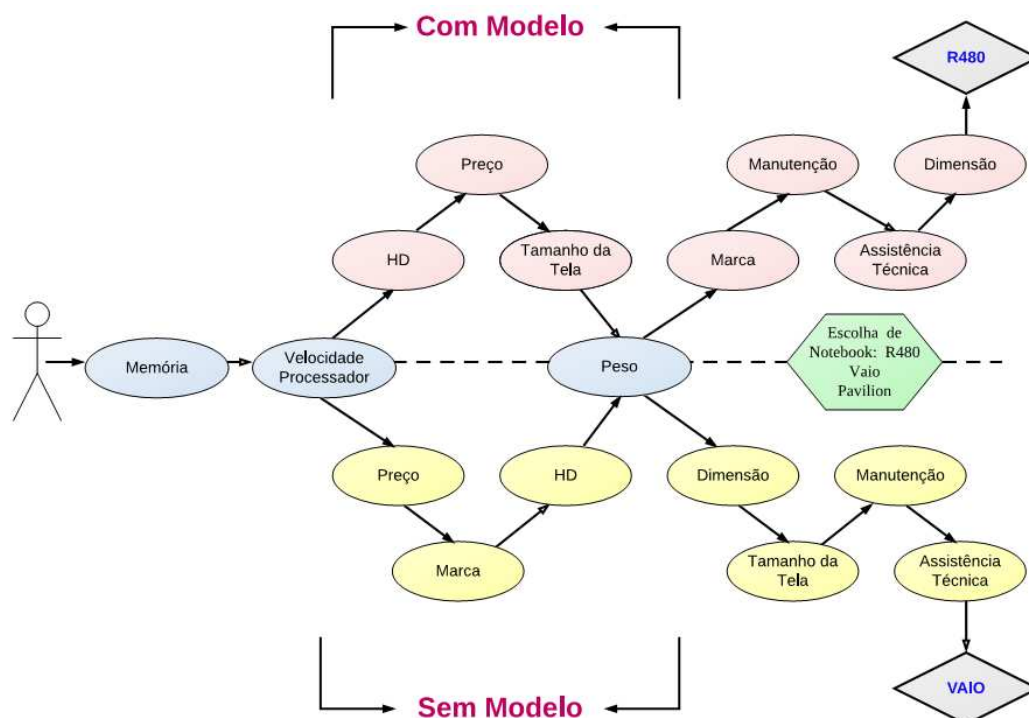 Com Modelo
R480
Preço
Manutenção
Dimensão
HD
Tamanho da
Tela
Marca
Assistência
Técnica
Memória
Velocidade
Processador
Peso
Escolha de
Notebook: R480
Vaio
Pavilion
Preço
HD
Dimensão
Manutenção
Marca
Tamanho da
Tela
Assistência
Técnica
Sem Modelo
VAIO